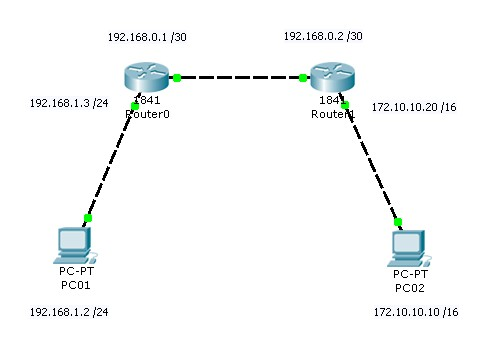 192.168.0.1 /30
192.168.0.2 /30
192.168.1.3 /24
1841
Router0
1841
Router1
172.10.10.20 /16
PC-PT
PC01
PC-PT
PC02
192.168.1.2 /24
172.10.10.10 /16